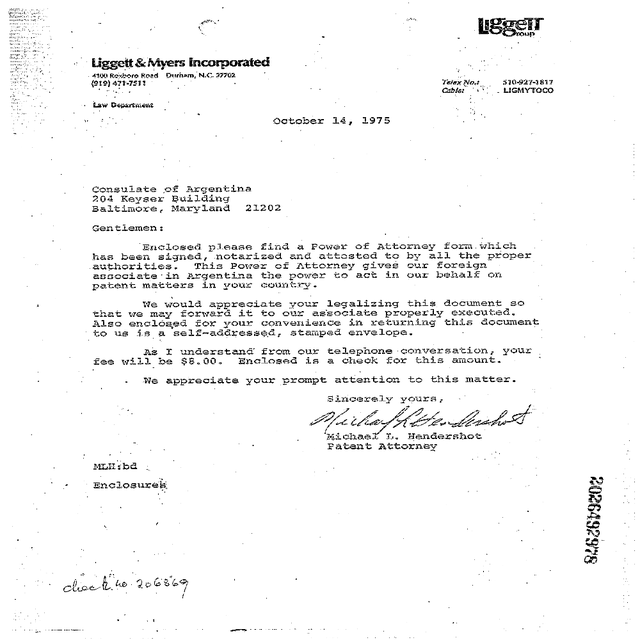 Liggett
Group
Liggett & Myers Incorporated
4100 Roxboro Road Durham, N.C. 27702
(919) 471-7511
Telex No.: 510-927-1817
Cable: LIGMYTOCO
Law Department
October 14, 1975
Consulate of Argentina
204 Keyser Building
Baltimore, Maryland 21202
Gentlemen:
Enclosed please find a Power of Attorney form which
has been signed, notarized and attested to by all the proper
authorities. This Power of Attorney gives our foreign
associate in Argentina the power to act in our behalf on
patent matters in your country.
We would appreciate your legalizing this document so
that we may forward it to our associate properly executed.
Also enclosed for your convenience in returning this document
to us is a self-addressed, stamped envelope.
As I understand from our telephone conversation, your
fee will be $8.00. Enclosed is a check for this amount.
We appreciate your prompt attention to this matter.
Sincerely yours,
Michael L Hendershot
Michael L. Hendershot
Patent Attorney
MLH:bd
Enclosures
2026492978
check no. 206869